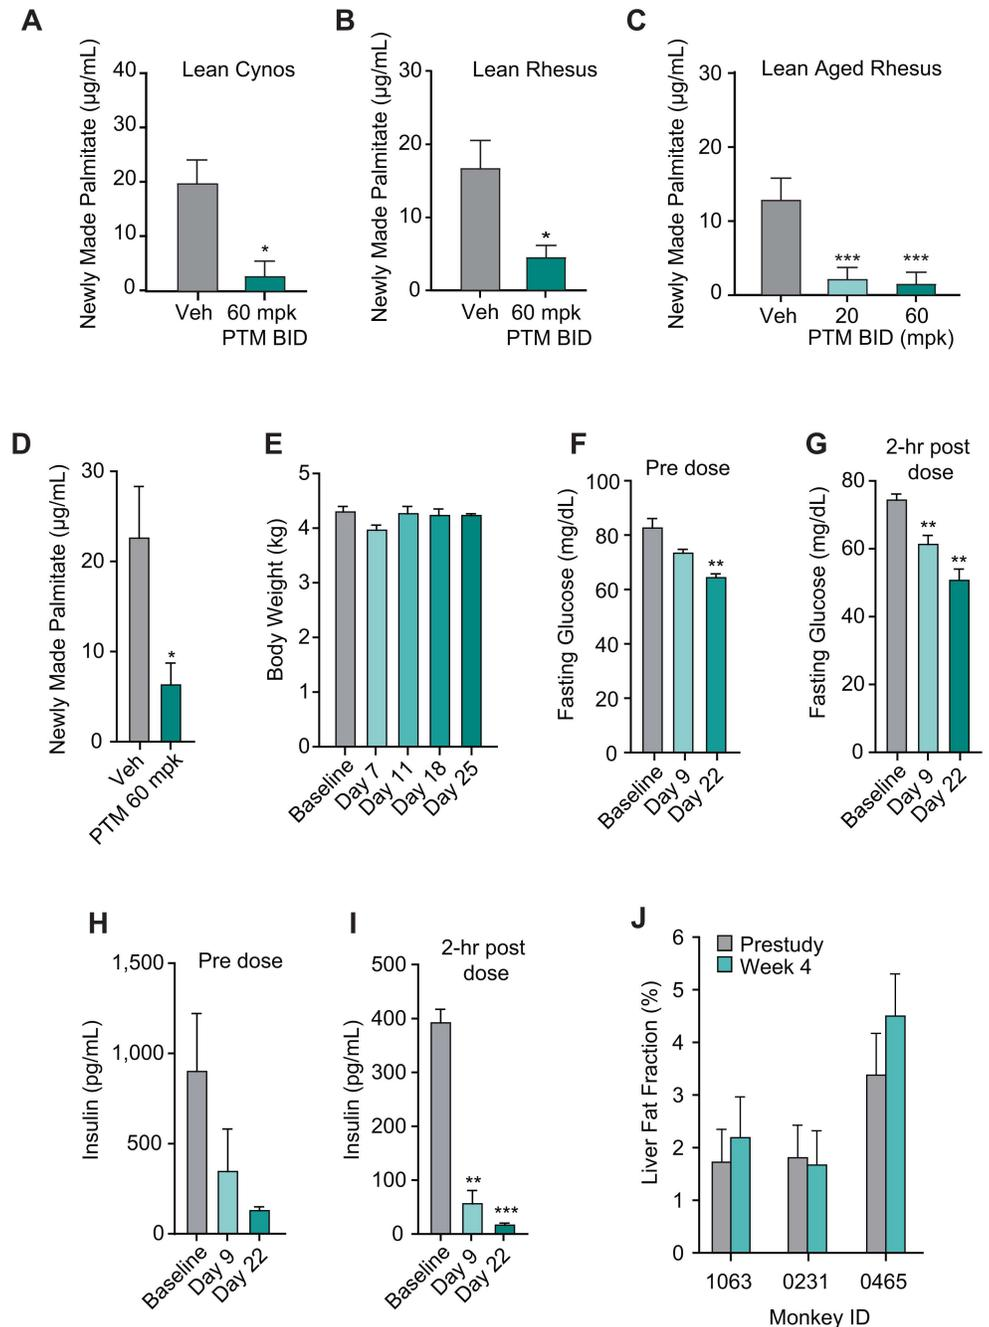 A
Lean Cynos
Newly Made Palmitate (µg/mL)
40
30
20
10
0
*
Veh
60 mpk
PTM BID
B
Lean Rhesus
Newly Made Palmitate (µg/mL)
30
20
10
0
*
Veh
60 mpk
PTM BID
C
Lean Aged Rhesus
Newly Made Palmitate (µg/mL)
30
20
10
0
***
***
Veh
20
60
PTM BID (mpk)
D
Newly Made Palmitate (µg/mL)
30
20
10
0
*
Veh
PTM 60 mpk
E
Body Weight (kg)
5
4
3
2
1
0
Baseline
Day 7
Day 11
Day 18
Day 25
F
Pre dose
Fasting Glucose (mg/dL)
100
80
60
40
20
0
**
Baseline
Day 9
Day 22
G
2-hr post
dose
Fasting Glucose (mg/dL)
80
60
40
20
0
**
**
Baseline
Day 9
Day 22
H
Pre dose
Insulin (pg/mL)
1,500
1,000
500
0
Baseline
Day 9
Day 22
I
2-hr post
dose
Insulin (pg/mL)
500
400
300
200
100
0
**
***
Baseline
Day 9
Day 22
J
Prestudy
Week 4
Liver Fat Fraction (%)
6
5
4
3
2
1
0
1063
0231
0465
Monkey ID